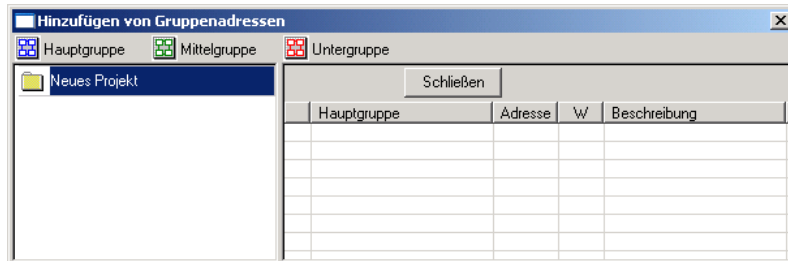 Hinzufügen von Gruppenadressen
Hauptgruppe Mittelgruppe Untergruppe
Neues Projekt
Schließen
Hauptgruppe Adresse W Beschreibung